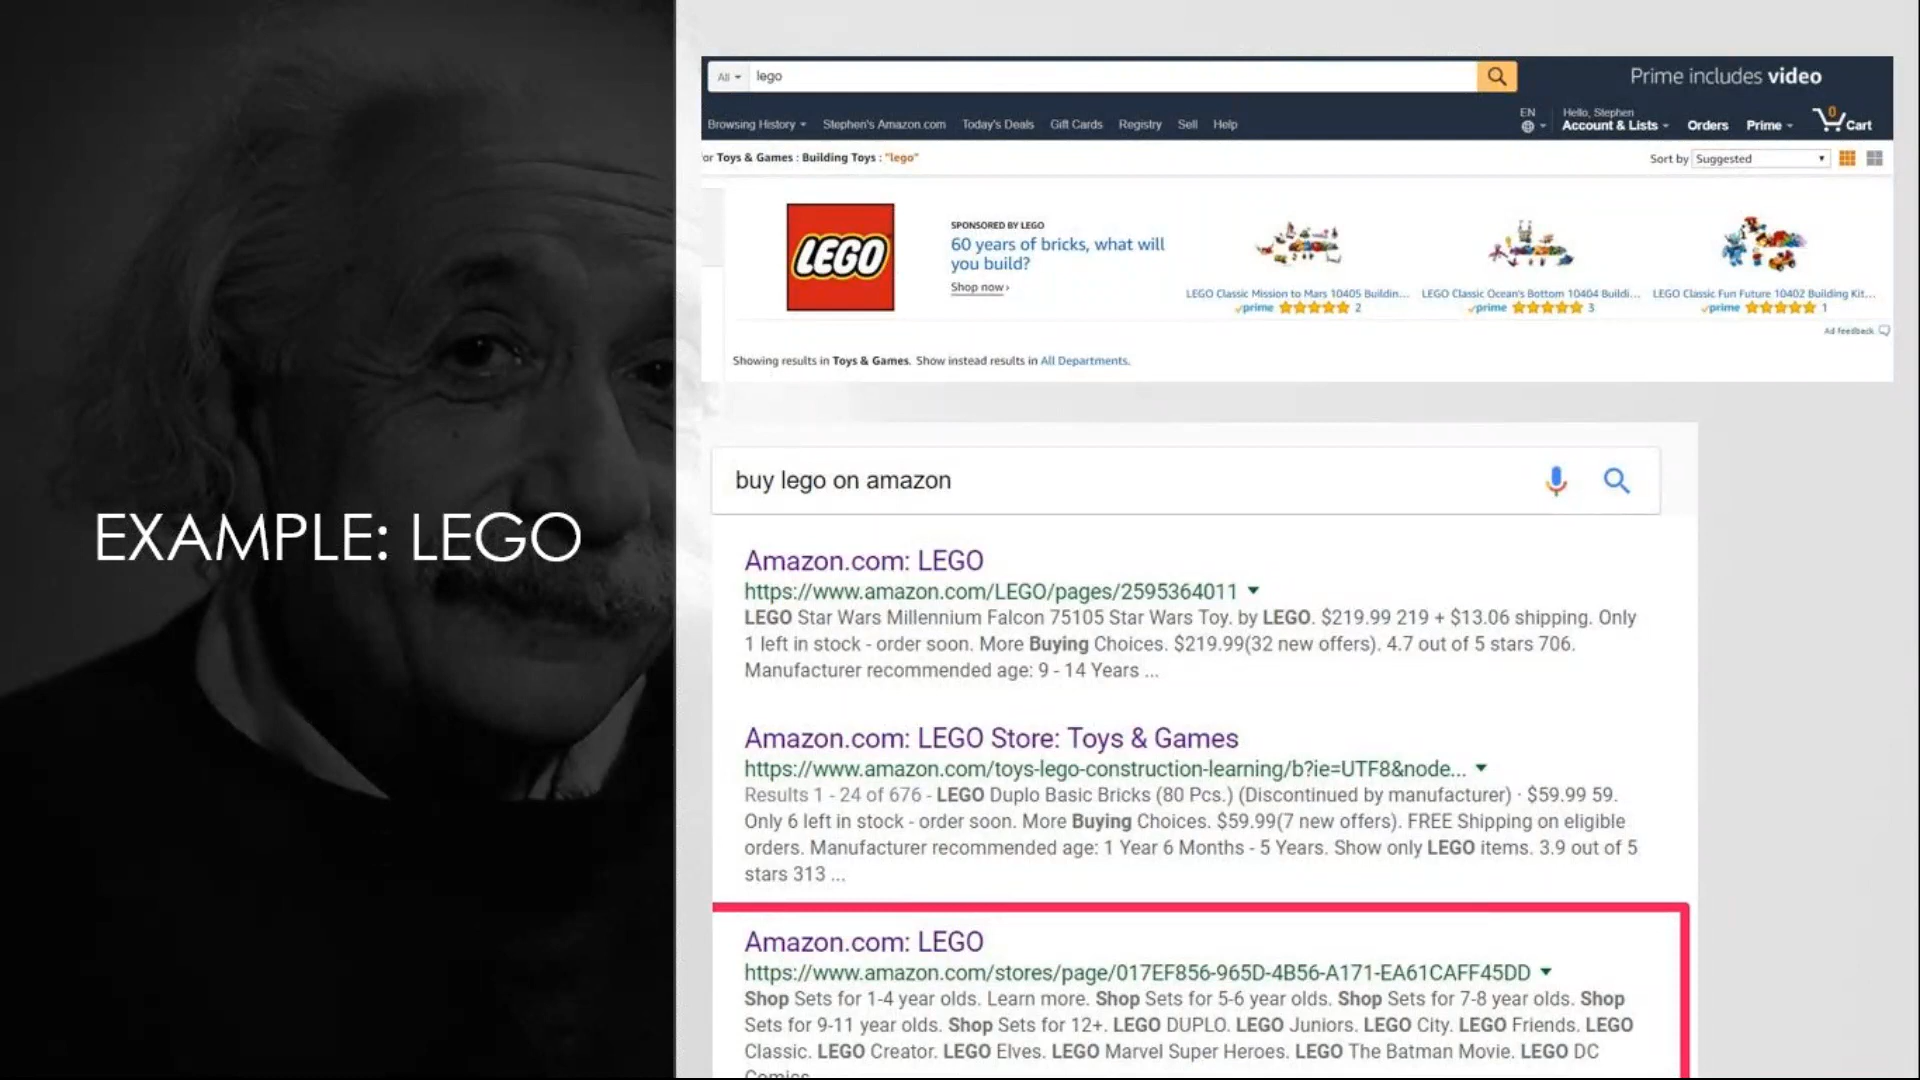 EXAMPLE: LEGO
All
lego
Prime includes video
Browsing History
Stephen's Amazon.com
Today's Deals
Gift Cards
Registry
Sell
Help
EN
Hello, Stephen
Account & Lists
Orders
Prime
0
Cart
or Toys & Games : Building Toys : "lego"
Sort by
Suggested
LEGO
SPONSORED BY LEGO
60 years of bricks, what will
you build?
Shop now ›
LEGO Classic Mission to Mars 10405 Buildin...
prime
2
LEGO Classic Ocean's Bottom 10404 Buildi...
prime
3
LEGO Classic Fun Future 10402 Building Kit...
prime
1
Ad feedback
Showing results in Toys & Games. Show instead results in All Departments.
buy lego on amazon
Amazon.com: LEGO
https://www.amazon.com/LEGO/pages/2595364011
LEGO Star Wars Millennium Falcon 75105 Star Wars Toy. by LEGO. $219.99 219 + $13.06 shipping. Only
1 left in stock - order soon. More Buying Choices. $219.99(32 new offers). 4.7 out of 5 stars 706.
Manufacturer recommended age: 9 - 14 Years ...
Amazon.com: LEGO Store: Toys & Games
https://www.amazon.com/toys-lego-construction-learning/b?ie=UTF8&node...
Results 1 - 24 of 676 - LEGO Duplo Basic Bricks (80 Pcs.) (Discontinued by manufacturer) · $59.99 59.
Only 6 left in stock - order soon. More Buying Choices. $59.99(7 new offers). FREE Shipping on eligible
orders. Manufacturer recommended age: 1 Year 6 Months - 5 Years. Show only LEGO items. 3.9 out of 5
stars 313 ...
Amazon.com: LEGO
https://www.amazon.com/stores/page/017EF856-965D-4B56-A171-EA61CAFF45DD
Shop Sets for 1-4 year olds. Learn more. Shop Sets for 5-6 year olds. Shop Sets for 7-8 year olds. Shop
Sets for 9-11 year olds. Shop Sets for 12+. LEGO DUPLO. LEGO Juniors. LEGO City. LEGO Friends. LEGO
Classic. LEGO Creator. LEGO Elves. LEGO Marvel Super Heroes. LEGO The Batman Movie. LEGO DC
Comics